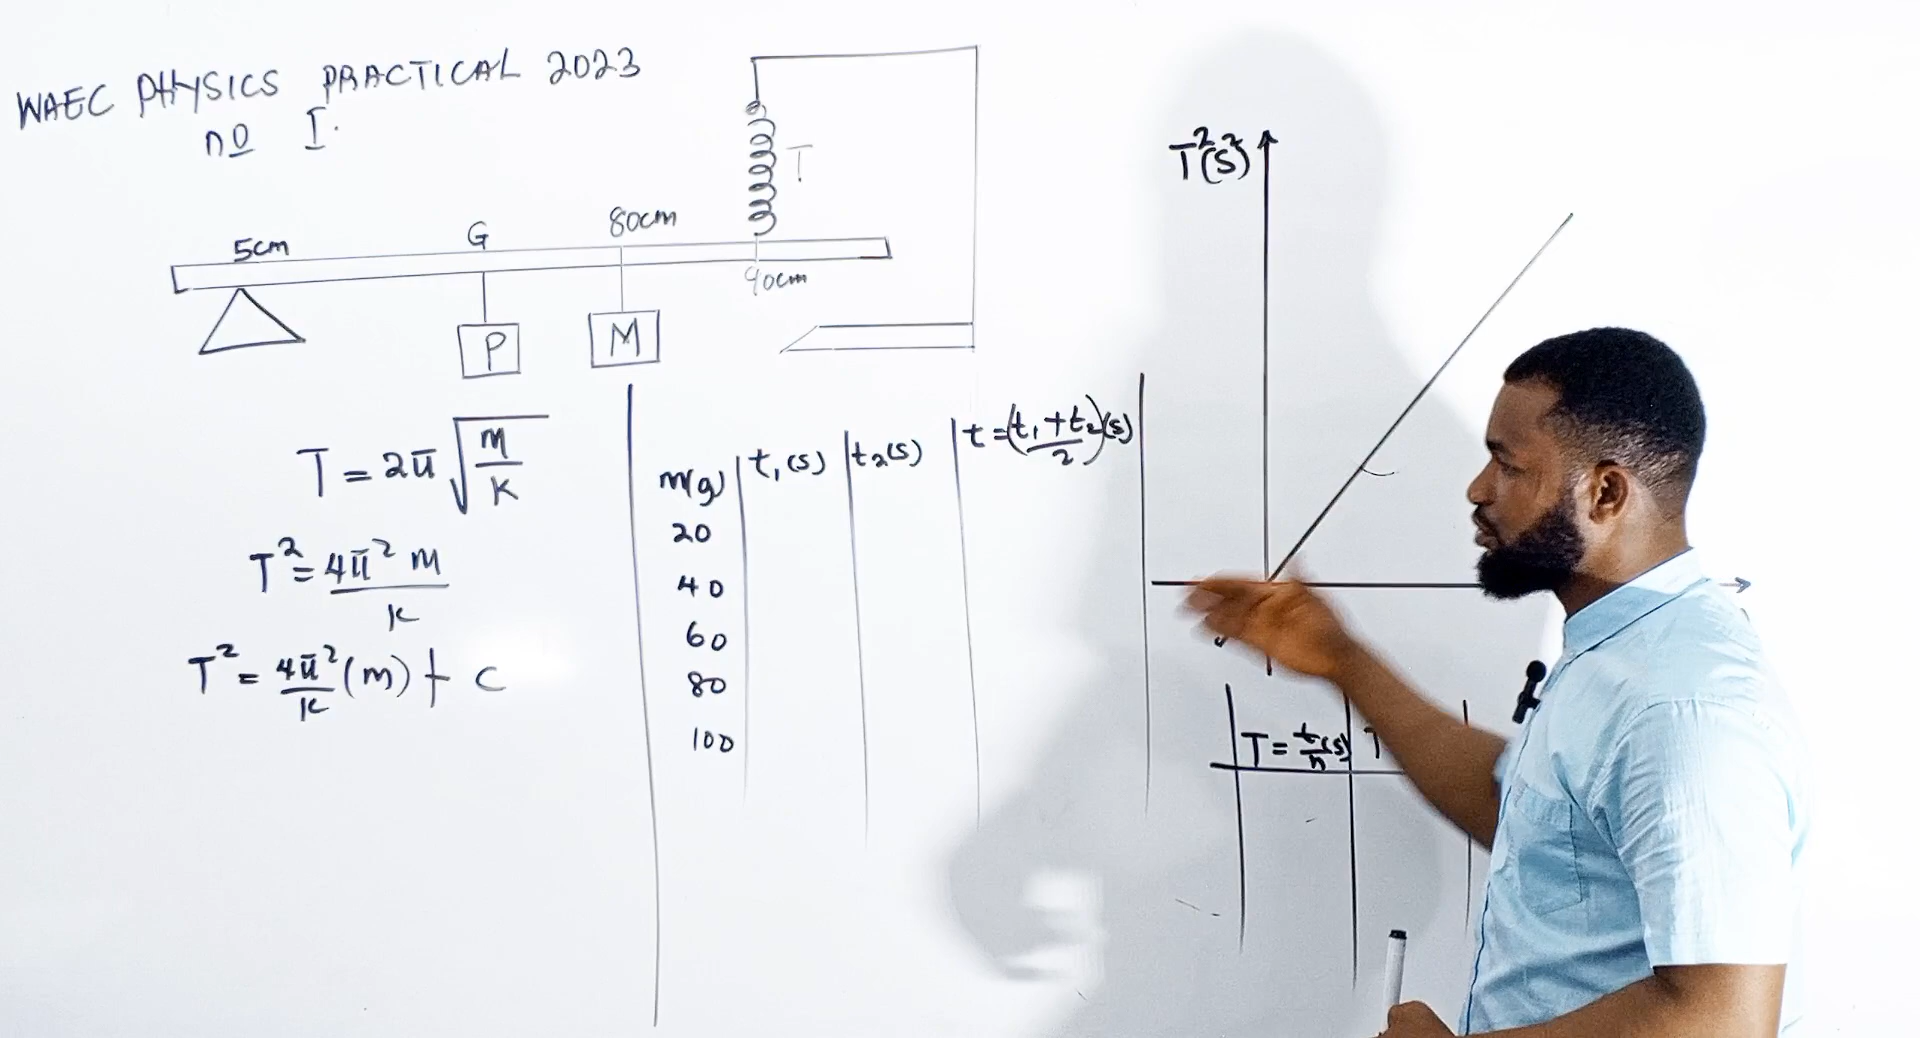 WAEC PHYSICS PRACTICAL 2023
no I.
T
5cm
G
80cm
90cm
P
M
T = 2π√(m/k)
T² = 4π² m / k
T² = 4π²/k (m) + c
m(g) t₁(s) t₂(s) t = (t₁ + t₂ / 2)(s)
20
40
60
80
100
T²(s²)
T = t/n (s) T